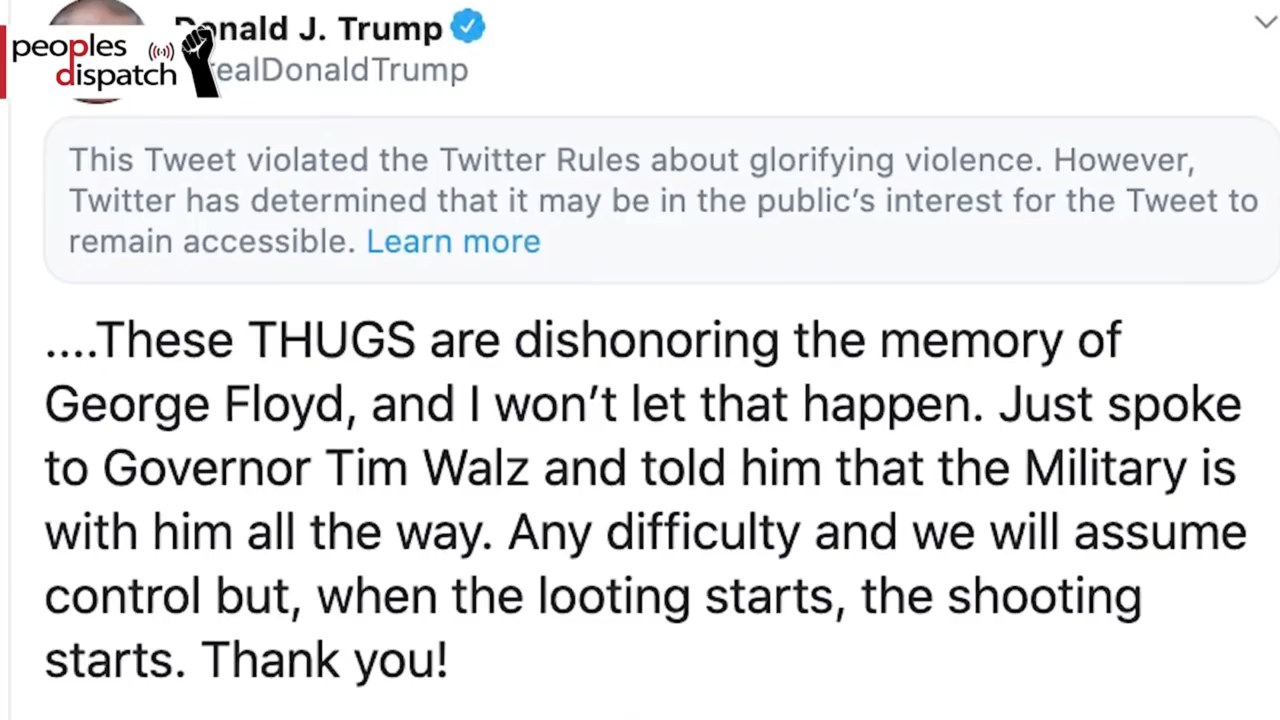 peoples
dispatch
Donald J. Trump
realDonaldTrump
This Tweet violated the Twitter Rules about glorifying violence. However,
Twitter has determined that it may be in the public’s interest for the Tweet to
remain accessible. Learn more
....These THUGS are dishonoring the memory of
George Floyd, and I won’t let that happen. Just spoke
to Governor Tim Walz and told him that the Military is
with him all the way. Any difficulty and we will assume
control but, when the looting starts, the shooting
starts. Thank you!